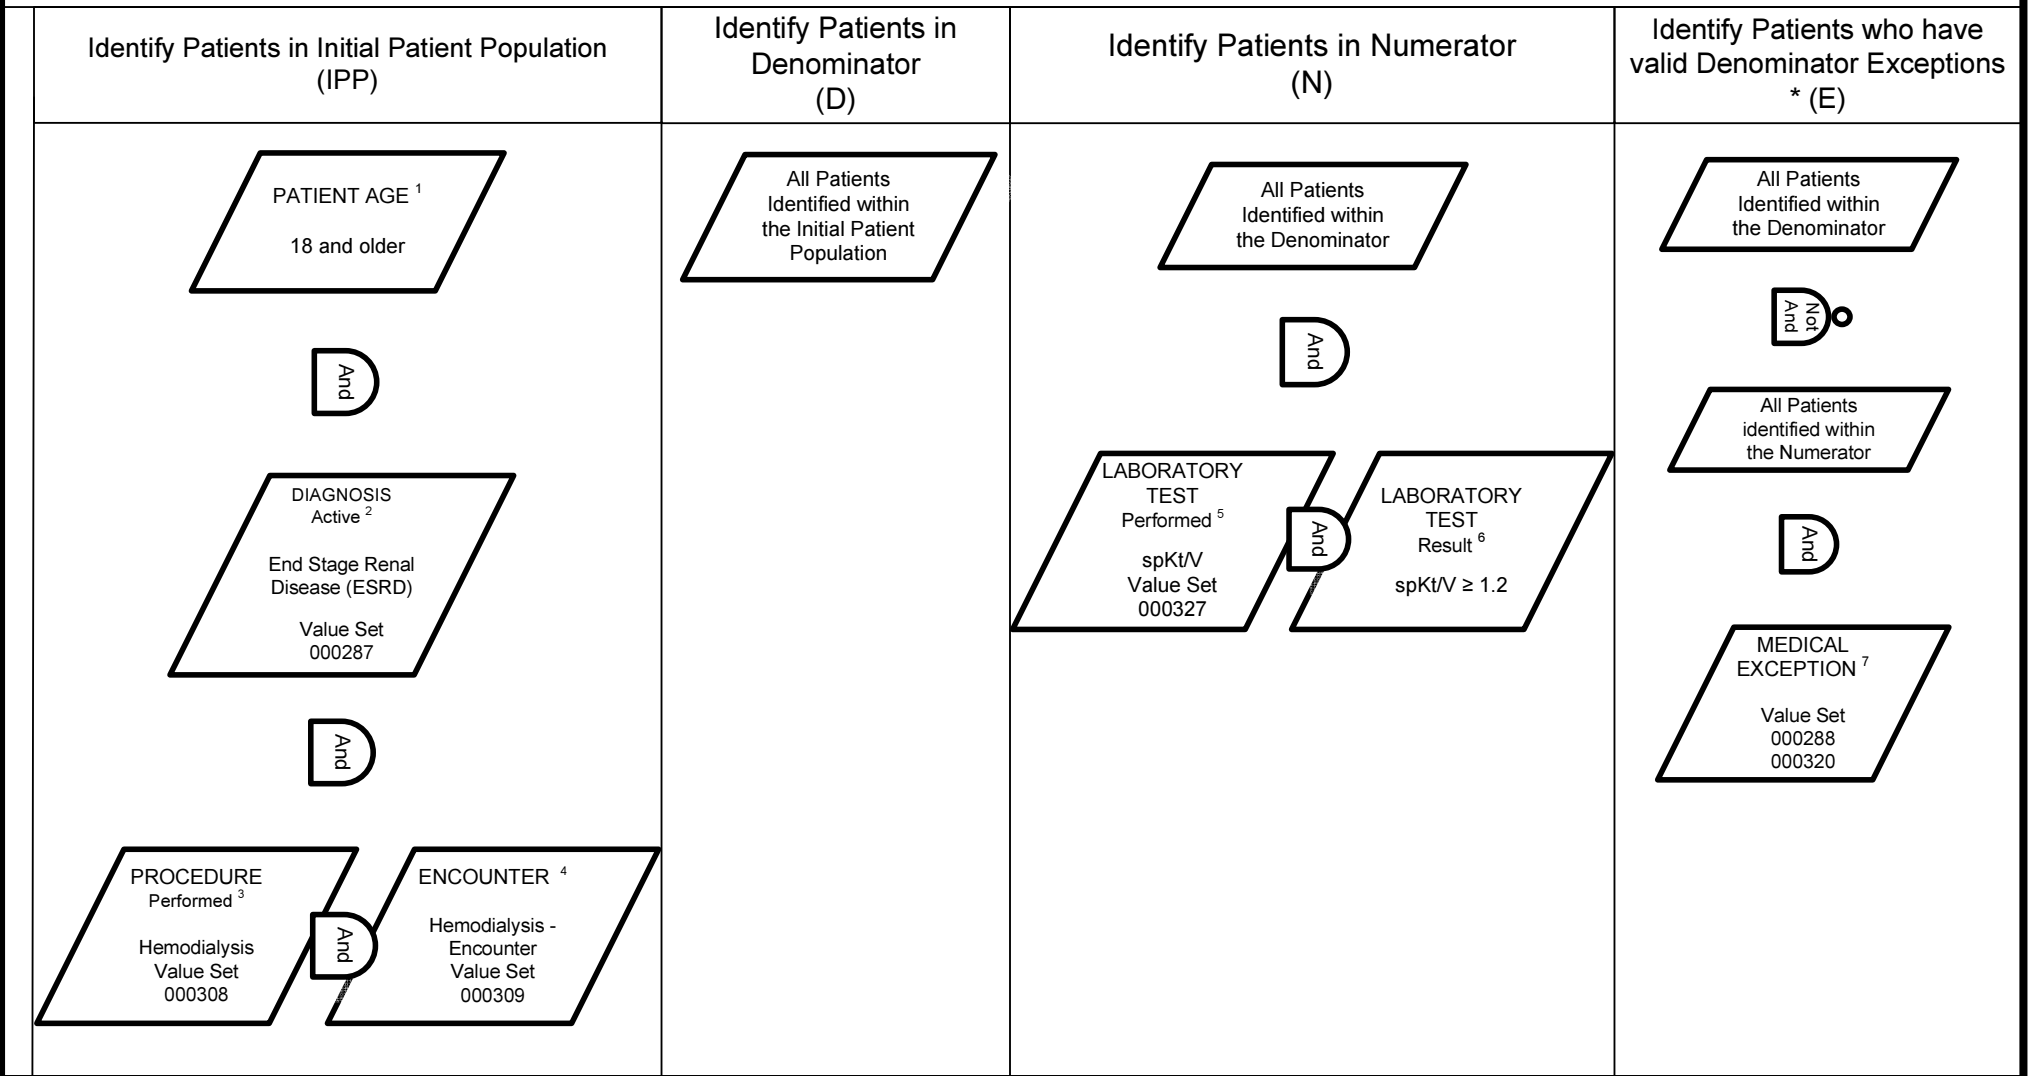 Identify Patients in Initial Patient Population
(IPP)
Identify Patients in
Denominator
(D)
Identify Patients in Numerator
(N)
Identify Patients who have
valid Denominator Exceptions
* (E)
PATIENT AGE 1
18 and older
And
DIAGNOSIS
Active 2
End Stage Renal
Disease (ESRD)
Value Set
000287
And
PROCEDURE
Performed 3
Hemodialysis
Value Set
000308
And
ENCOUNTER 4
Hemodialysis -
Encounter
Value Set
000309
All Patients
Identified within
the Initial Patient
Population
All Patients
Identified within
the Denominator
And
LABORATORY
TEST
Performed 5
spKt/V
Value Set
000327
And
LABORATORY
TEST
Result 6
spKt/V ≥ 1.2
All Patients
Identified within
the Denominator
Not
And
All Patients
identified within
the Numerator
And
MEDICAL
EXCEPTION 7
Value Set
000288
000320